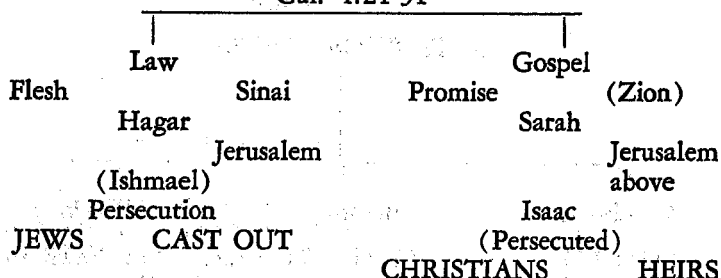 Gal. 4:21-31
Law Gospel
Flesh Sinai Promise (Zion)
Hagar Sarah
Jerusalem Jerusalem
(Ishmael) above
Persecution Isaac
JEWS CAST OUT (Persecuted)
CHRISTIANS HEIRS